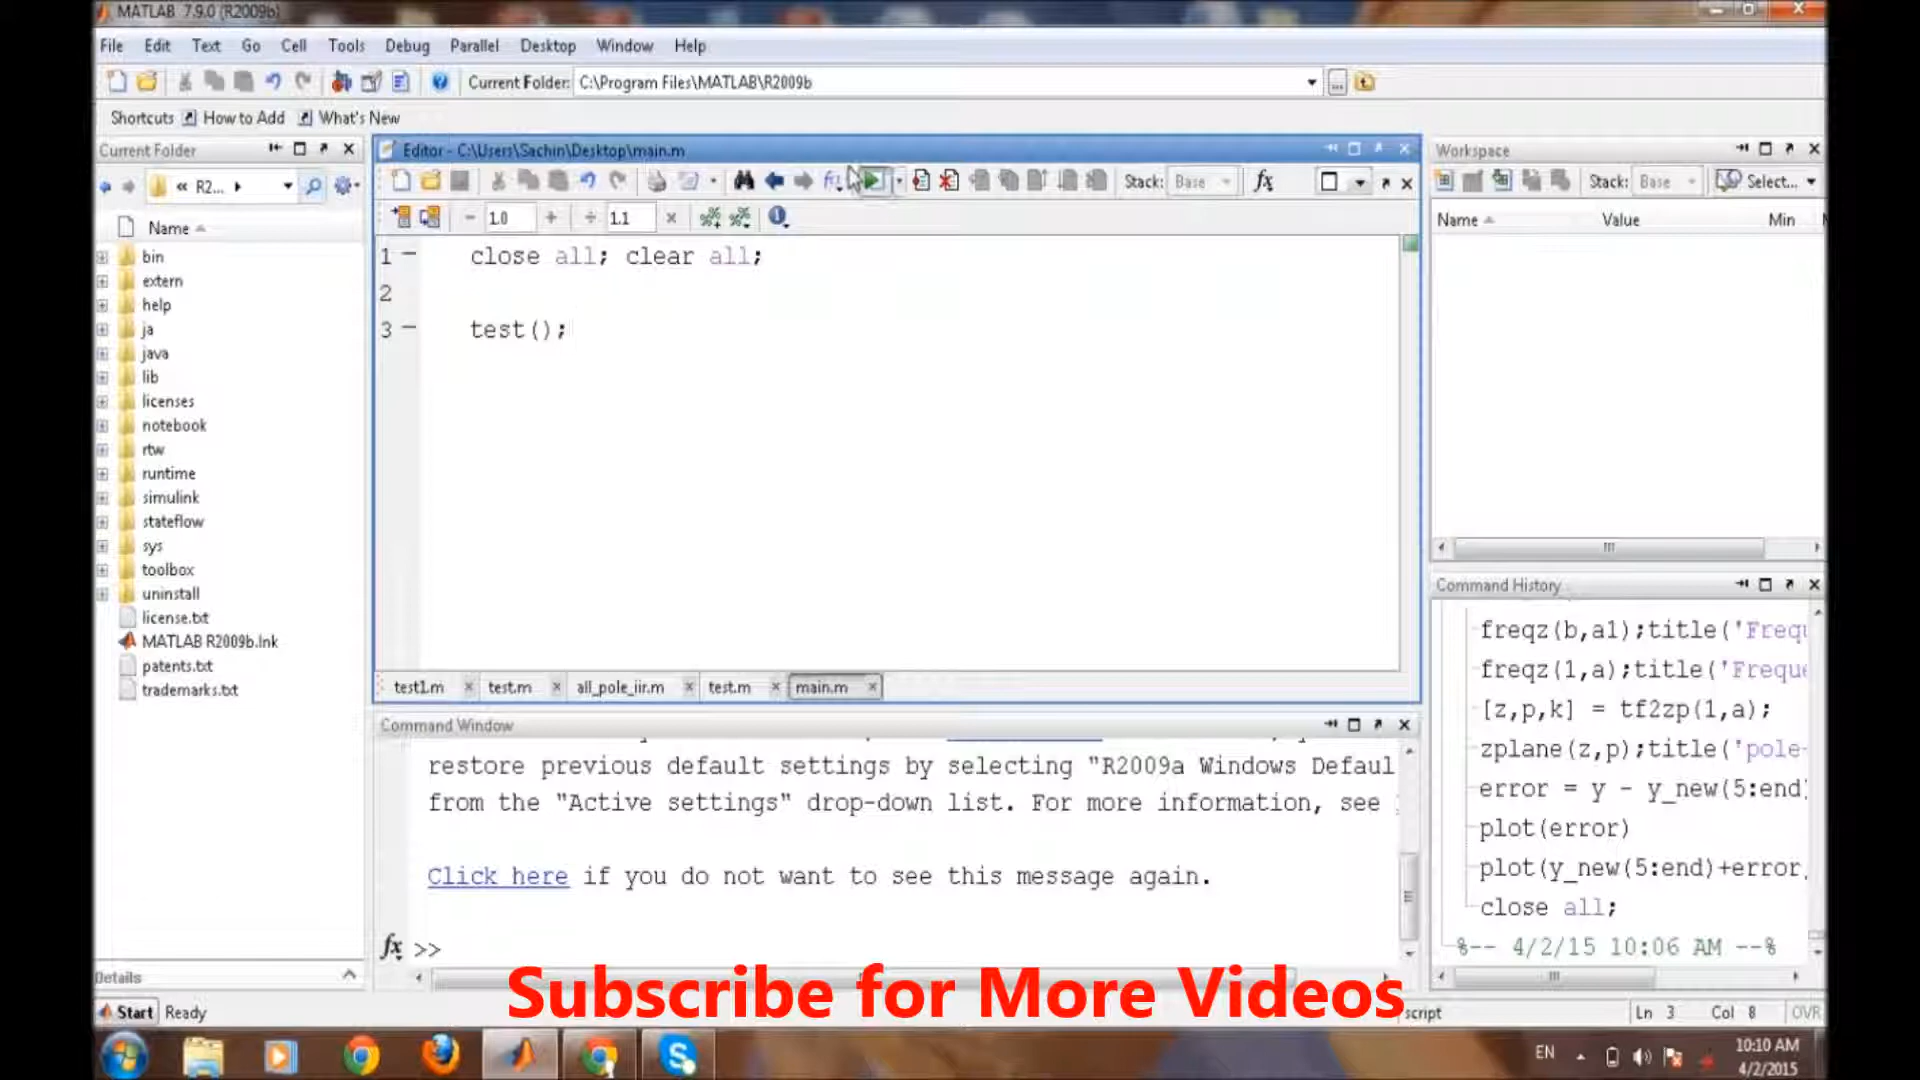 MATLAB 7.9.0 (R2009b)
File Edit Text Go Cell Tools Debug Parallel Desktop Window Help
Current Folder: C:\Program Files\MATLAB\R2009b
Shortcuts How to Add What's New
Current Folder
« R2...
Name
bin
extern
help
ja
java
lib
licenses
notebook
rtw
runtime
simulink
stateflow
sys
toolbox
uninstall
license.txt
MATLAB R2009b.lnk
patents.txt
trademarks.txt
Details
Editor - C:\Users\Sachin\Desktop\main.m
Stack: Base
1.0
1.1
1 close all; clear all;
2
3 test();
test1.m test.m all_pole_iir.m test.m main.m
Command Window
restore previous default settings by selecting "R2009a Windows Defaul
from the "Active settings" drop-down list. For more information, see
Click here if you do not want to see this message again.
fx >>
Workspace
Stack: Base Select...
Name Value Min
Command History
freqz(b,a1);title('Frequ
freqz(1,a);title('Freque
[z,p,k] = tf2zp(1,a);
zplane(z,p);title('pole-
error = y - y_new(5:end)
plot(error)
plot(y_new(5:end)+error,
close all;
%-- 4/2/15 10:06 AM --%
Subscribe for More Videos
Start Ready
script Ln 3 Col 8 OVR
EN
10:10 AM
4/2/2015